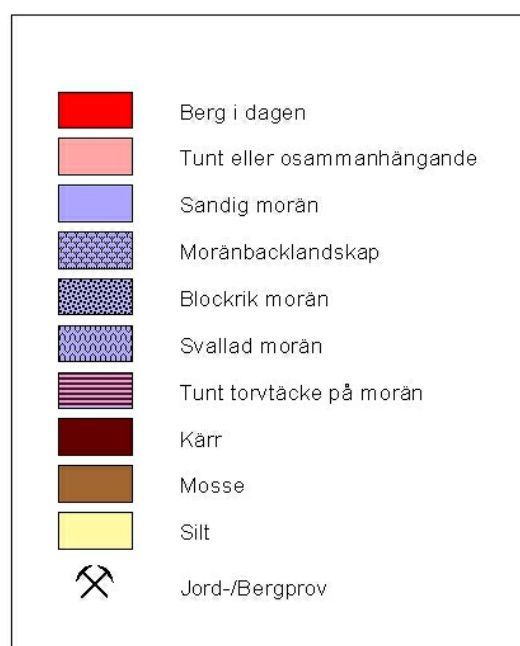 Berg i dagen
Tunt eller osammanhängande
Sandig morän
Moränbacklandskap
Blockrik morän
Svallad morän
Tunt torvtäcke på morän
Kärr
Mosse
Silt
Jord-/Bergprov